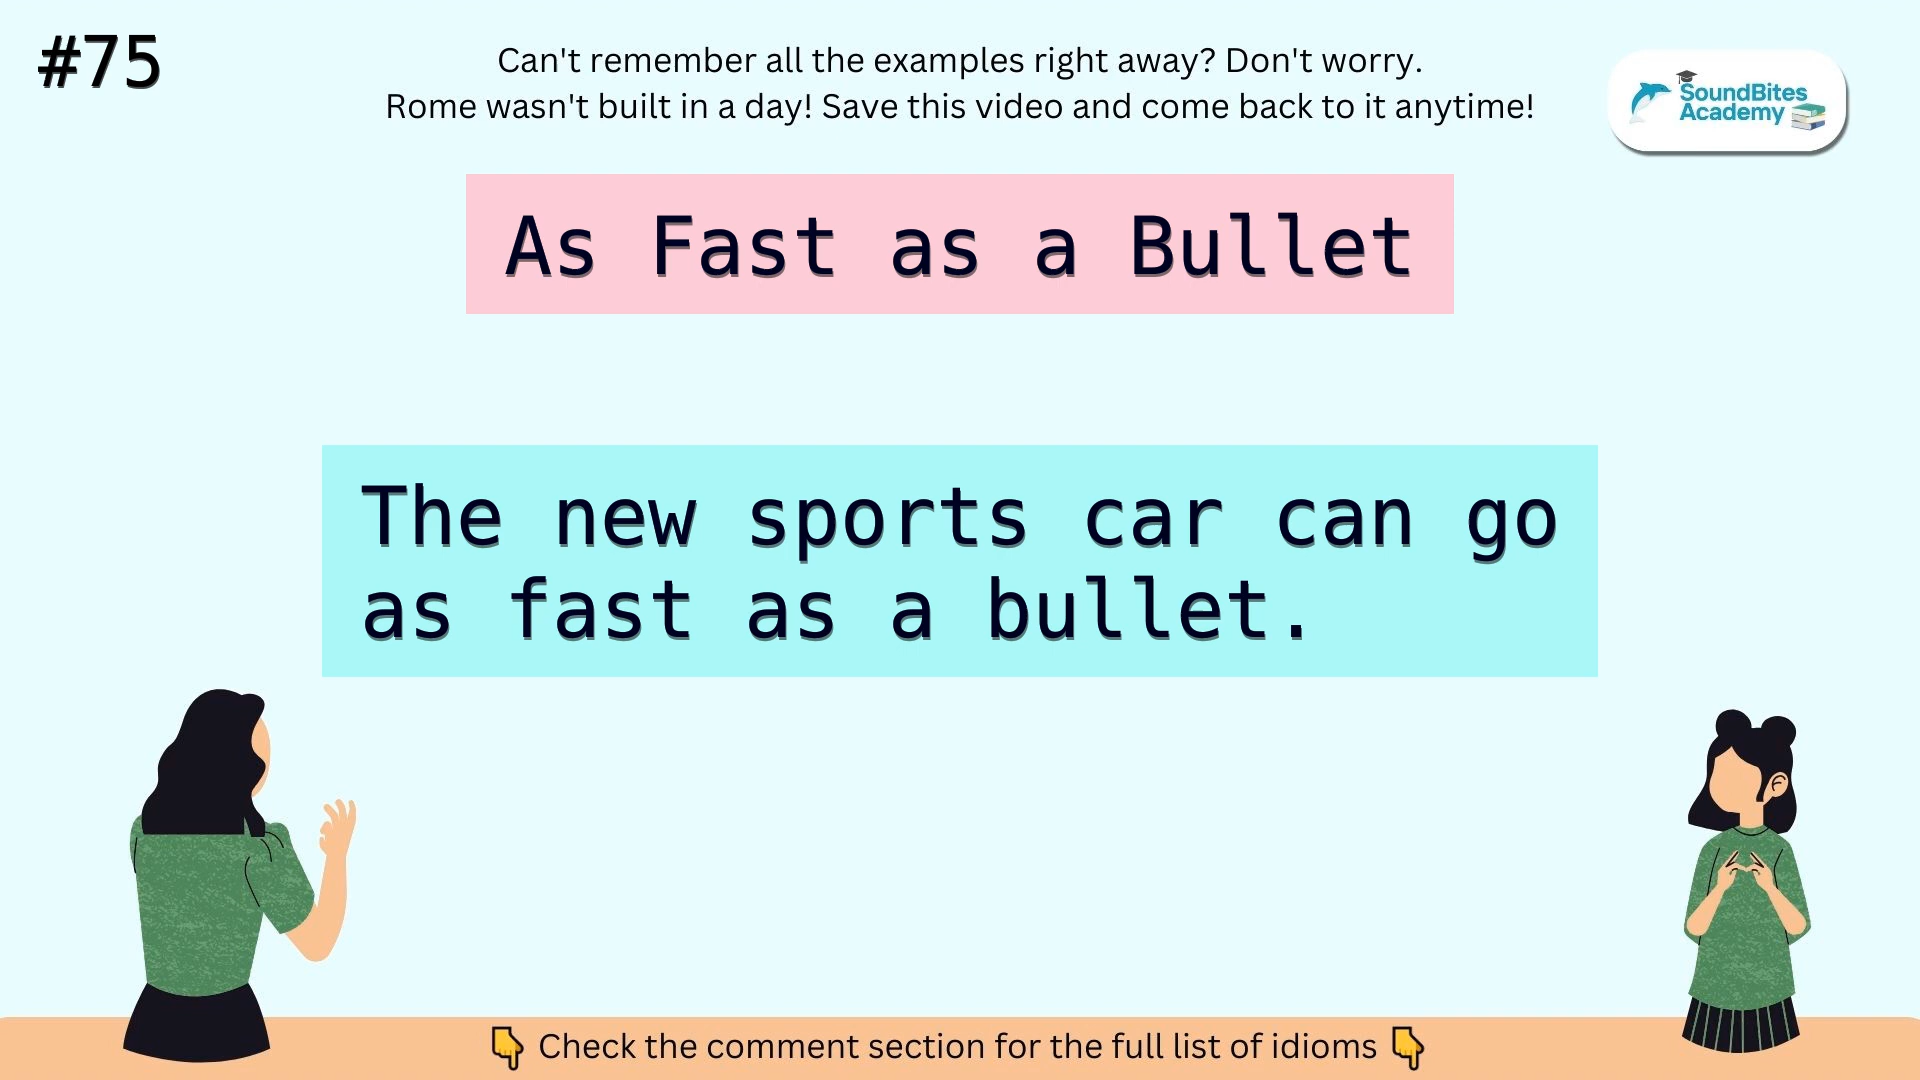 #75
Can't remember all the examples right away? Don't worry.
Rome wasn't built in a day! Save this video and come back to it anytime!
SoundBites
Academy
As Fast as a Bullet
The new sports car can go
as fast as a bullet.
👇 Check the comment section for the full list of idioms 👇